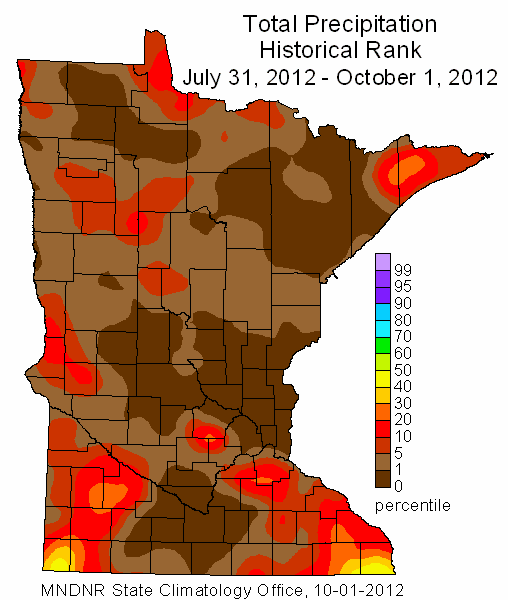 Total Precipitation
Historical Rank
July 31, 2012 - October 1, 2012
99
95
90
80
70
60
50
40
30
20
10
5
1
0
percentile
MNDNR State Climatology Office, 10-01-2012